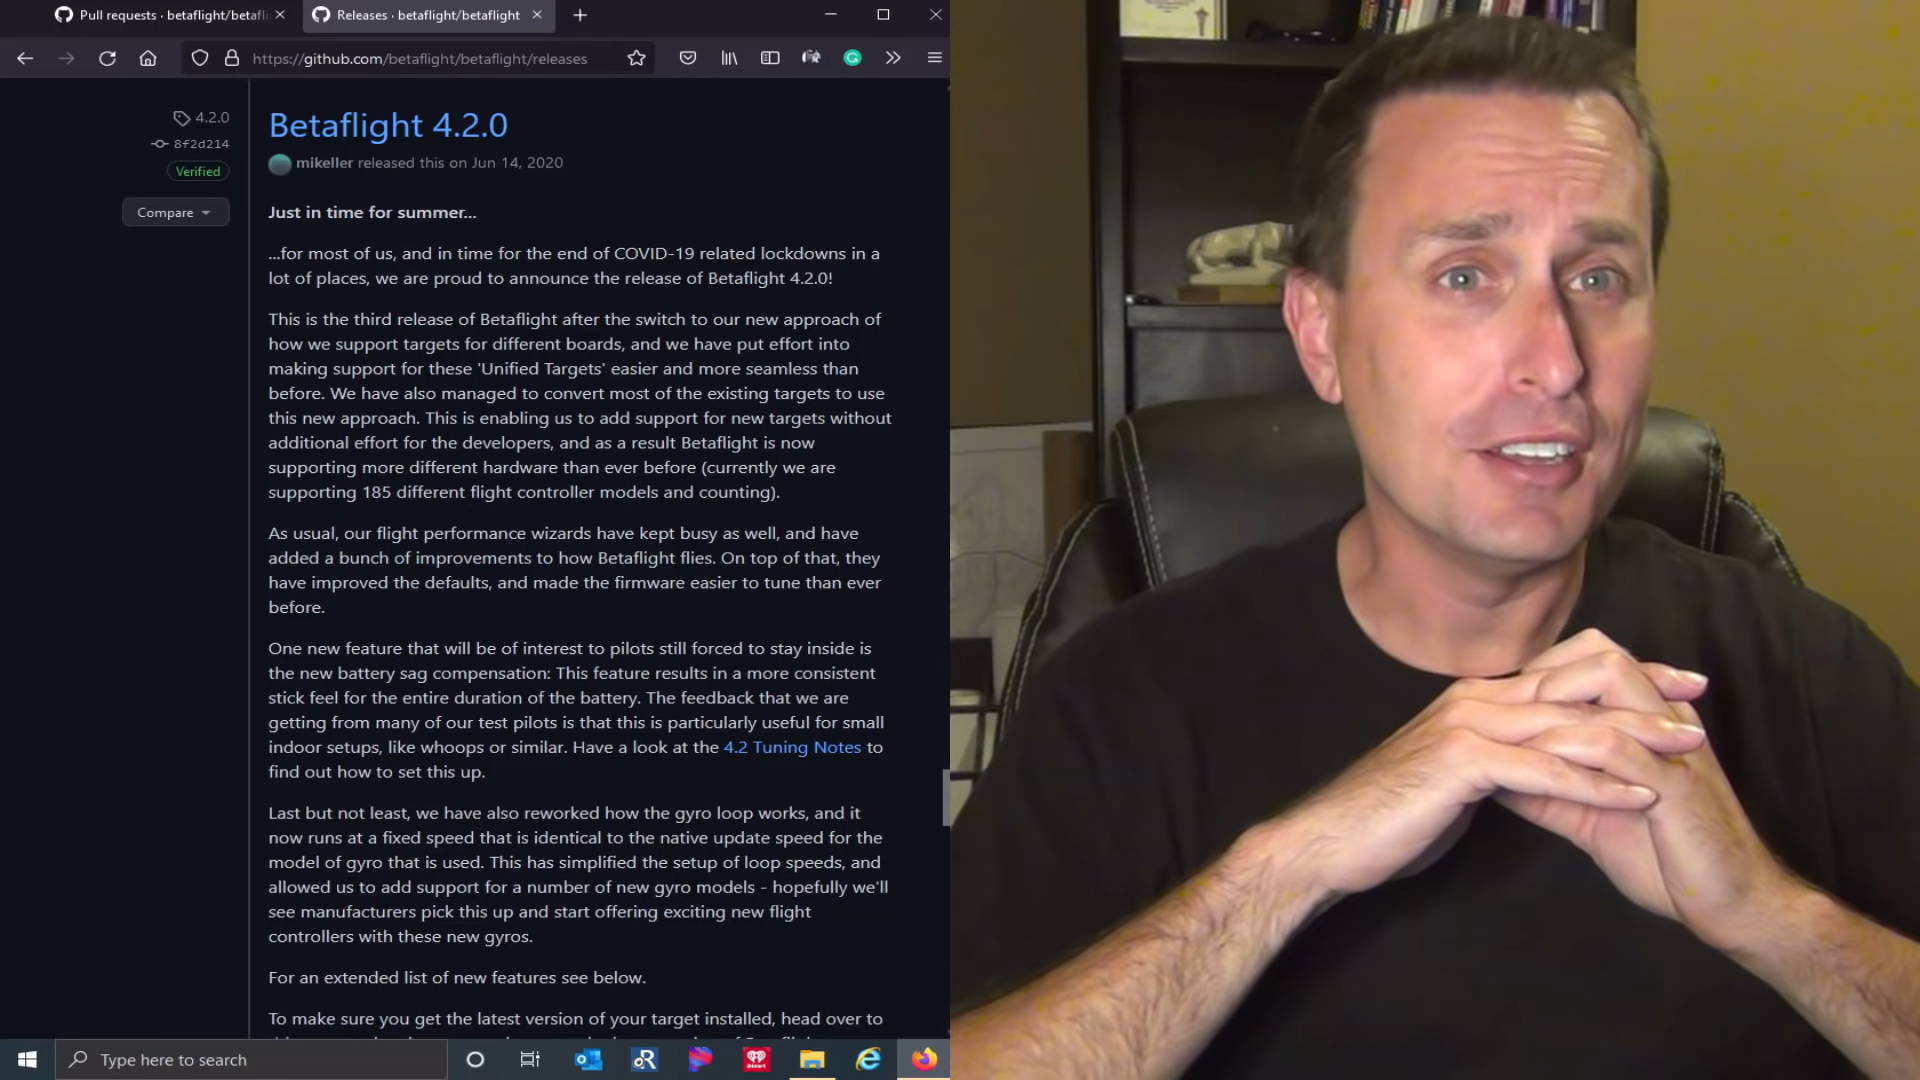 Pull requests · betaflight/betafli
Releases · betaflight/betaflight
https://github.com/betaflight/betaflight/releases
4.2.0
8f2d214
Verified
Compare
Betaflight 4.2.0
mikeller released this on Jun 14, 2020
Just in time for summer...
...for most of us, and in time for the end of COVID-19 related lockdowns in a
lot of places, we are proud to announce the release of Betaflight 4.2.0!
This is the third release of Betaflight after the switch to our new approach of
how we support targets for different boards, and we have put effort into
making support for these 'Unified Targets' easier and more seamless than
before. We have also managed to convert most of the existing targets to use
this new approach. This is enabling us to add support for new targets without
additional effort for the developers, and as a result Betaflight is now
supporting more different hardware than ever before (currently we are
supporting 185 different flight controller models and counting).
As usual, our flight performance wizards have kept busy as well, and have
added a bunch of improvements to how Betaflight flies. On top of that, they
have improved the defaults, and made the firmware easier to tune than ever
before.
One new feature that will be of interest to pilots still forced to stay inside is
the new battery sag compensation: This feature results in a more consistent
stick feel for the entire duration of the battery. The feedback that we are
getting from many of our test pilots is that this is particularly useful for small
indoor setups, like whoops or similar. Have a look at the 4.2 Tuning Notes to
find out how to set this up.
Last but not least, we have also reworked how the gyro loop works, and it
now runs at a fixed speed that is identical to the native update speed for the
model of gyro that is used. This has simplified the setup of loop speeds, and
allowed us to add support for a number of new gyro models - hopefully we'll
see manufacturers pick this up and start offering exciting new flight
controllers with these new gyros.
For an extended list of new features see below.
To make sure you get the latest version of your target installed, head over to
Type here to search